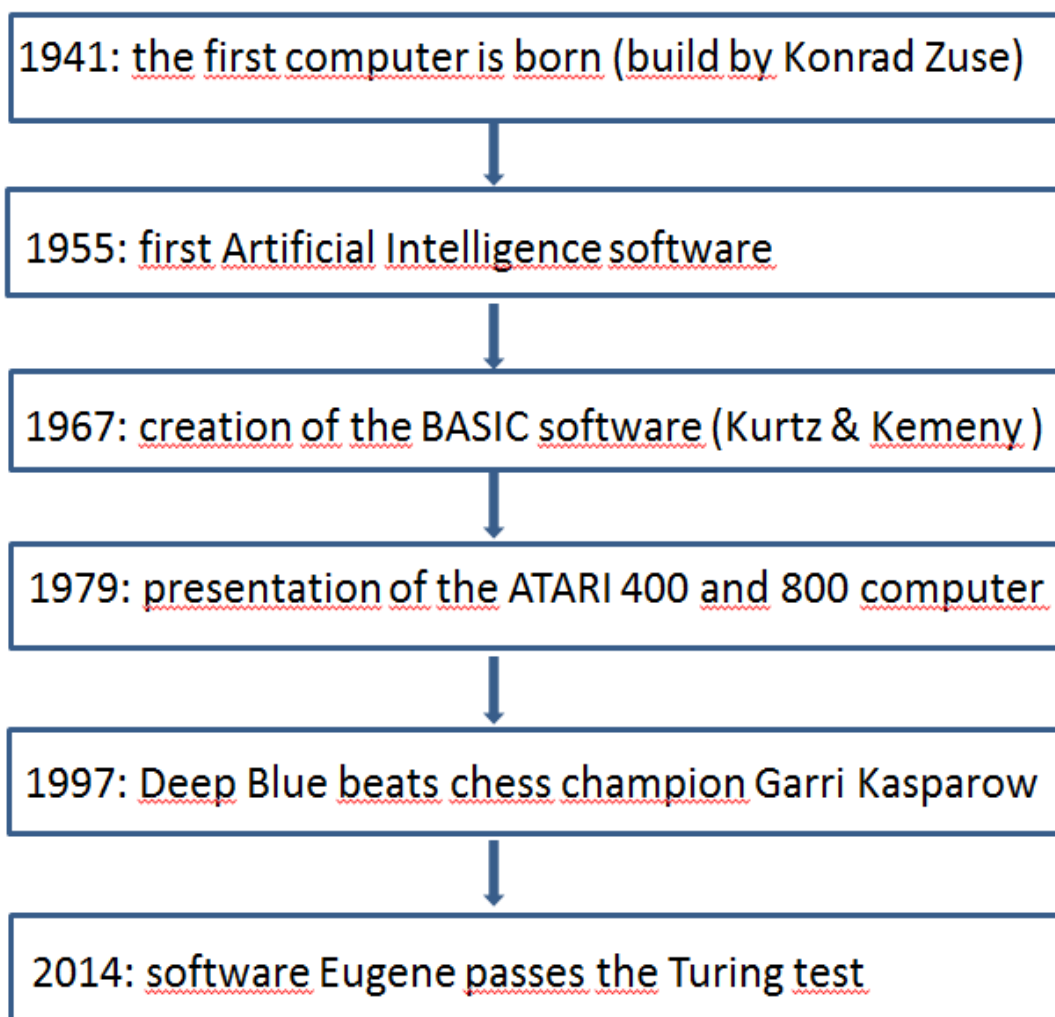 1941: the first computer is born (build by Konrad Zuse)
1955: first Artificial Intelligence software
1967: creation of the BASIC software (Kurtz & Kemeny )
1979: presentation of the ATARI 400 and 800 computer
1997: Deep Blue beats chess champion Garri Kasparow
2014: software Eugene passes the Turing test